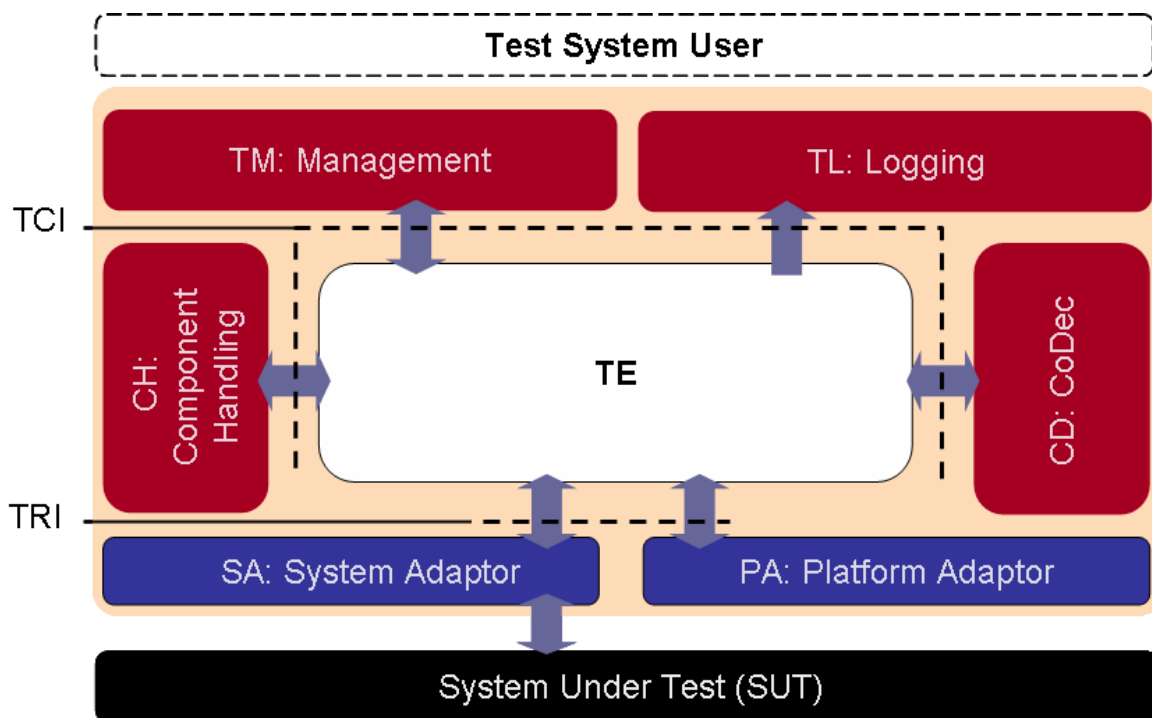 Test System User
TM: Management
TL: Logging
TCI
CH:
Component
Handling
TE
CD: CoDec
TRI
SA: System Adaptor
PA: Platform Adaptor
System Under Test (SUT)